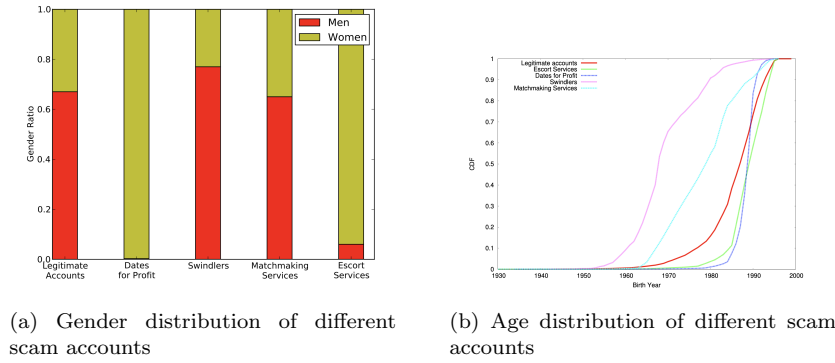 1.0
0.8
0.6
0.4
0.2
0.0
Gender Ratio
Men
Women
Legitimate
Accounts
Dates
for Profit
Swindlers
Matchmaking
Services
Escort
Services
(a) Gender distribution of different
scam accounts
1
0.9
0.8
0.7
0.6
0.5
0.4
0.3
0.2
0.1
0
CDF
Legitimate accounts
Escort Services
Dates for Profit
Swindlers
Matchmaking Services
1930 1940 1950 1960 1970 1980 1990 2000
Birth Year
(b) Age distribution of different scam
accounts